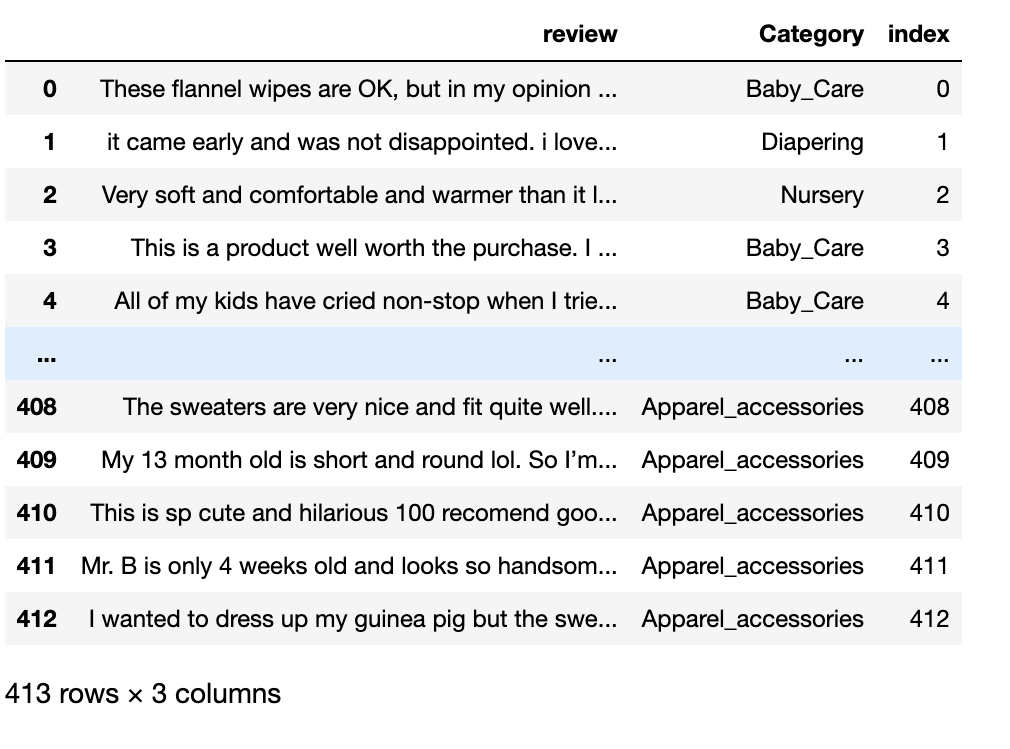 review Category index
0 These flannel wipes are OK, but in my opinion ... Baby_Care 0
1 it came early and was not disappointed. i love... Diapering 1
2 Very soft and comfortable and warmer than it l... Nursery 2
3 This is a product well worth the purchase. I ... Baby_Care 3
4 All of my kids have cried non-stop when I trie... Baby_Care 4
... ... ... ...
408 The sweaters are very nice and fit quite well.... Apparel_accessories 408
409 My 13 month old is short and round lol. So I’m... Apparel_accessories 409
410 This is sp cute and hilarious 100 recomend goo... Apparel_accessories 410
411 Mr. B is only 4 weeks old and looks so handsom... Apparel_accessories 411
412 I wanted to dress up my guinea pig but the swe... Apparel_accessories 412
413 rows × 3 columns